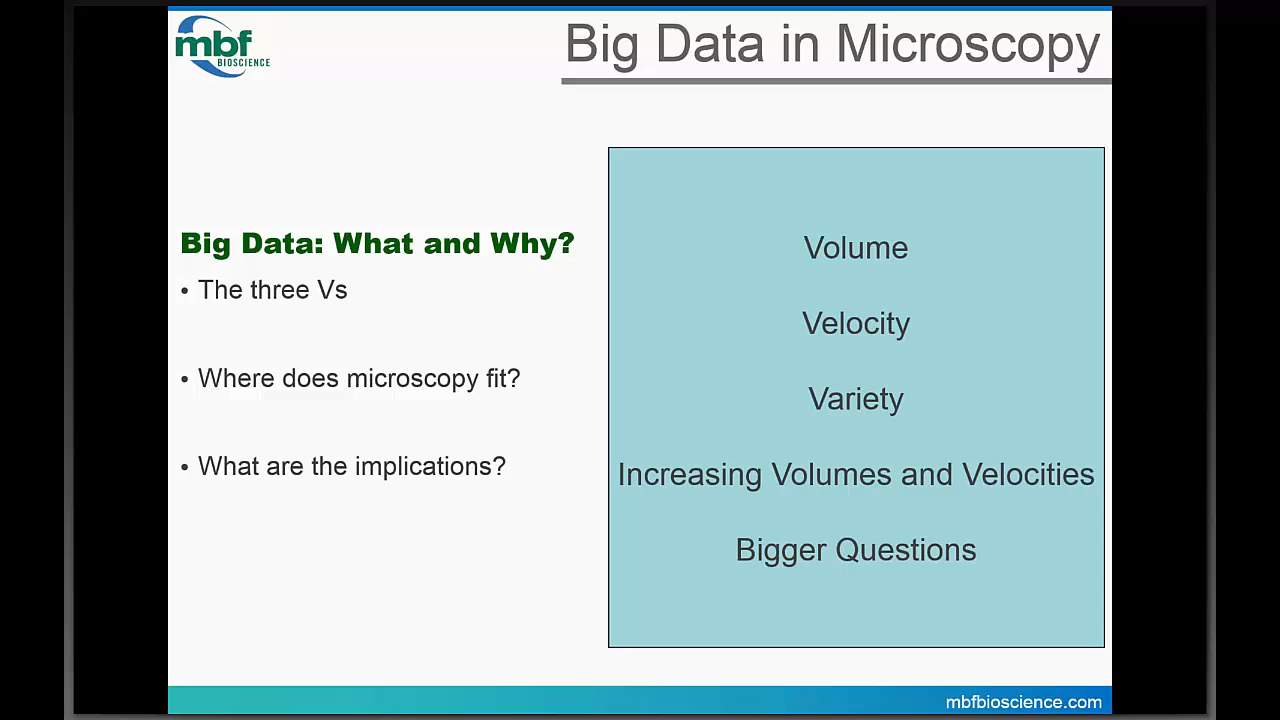 mbf
BIOSCIENCE
Big Data in Microscopy
Big Data: What and Why?
• The three Vs
• Where does microscopy fit?
• What are the implications?
Volume
Velocity
Variety
Increasing Volumes and Velocities
Bigger Questions
mbfbioscience.com